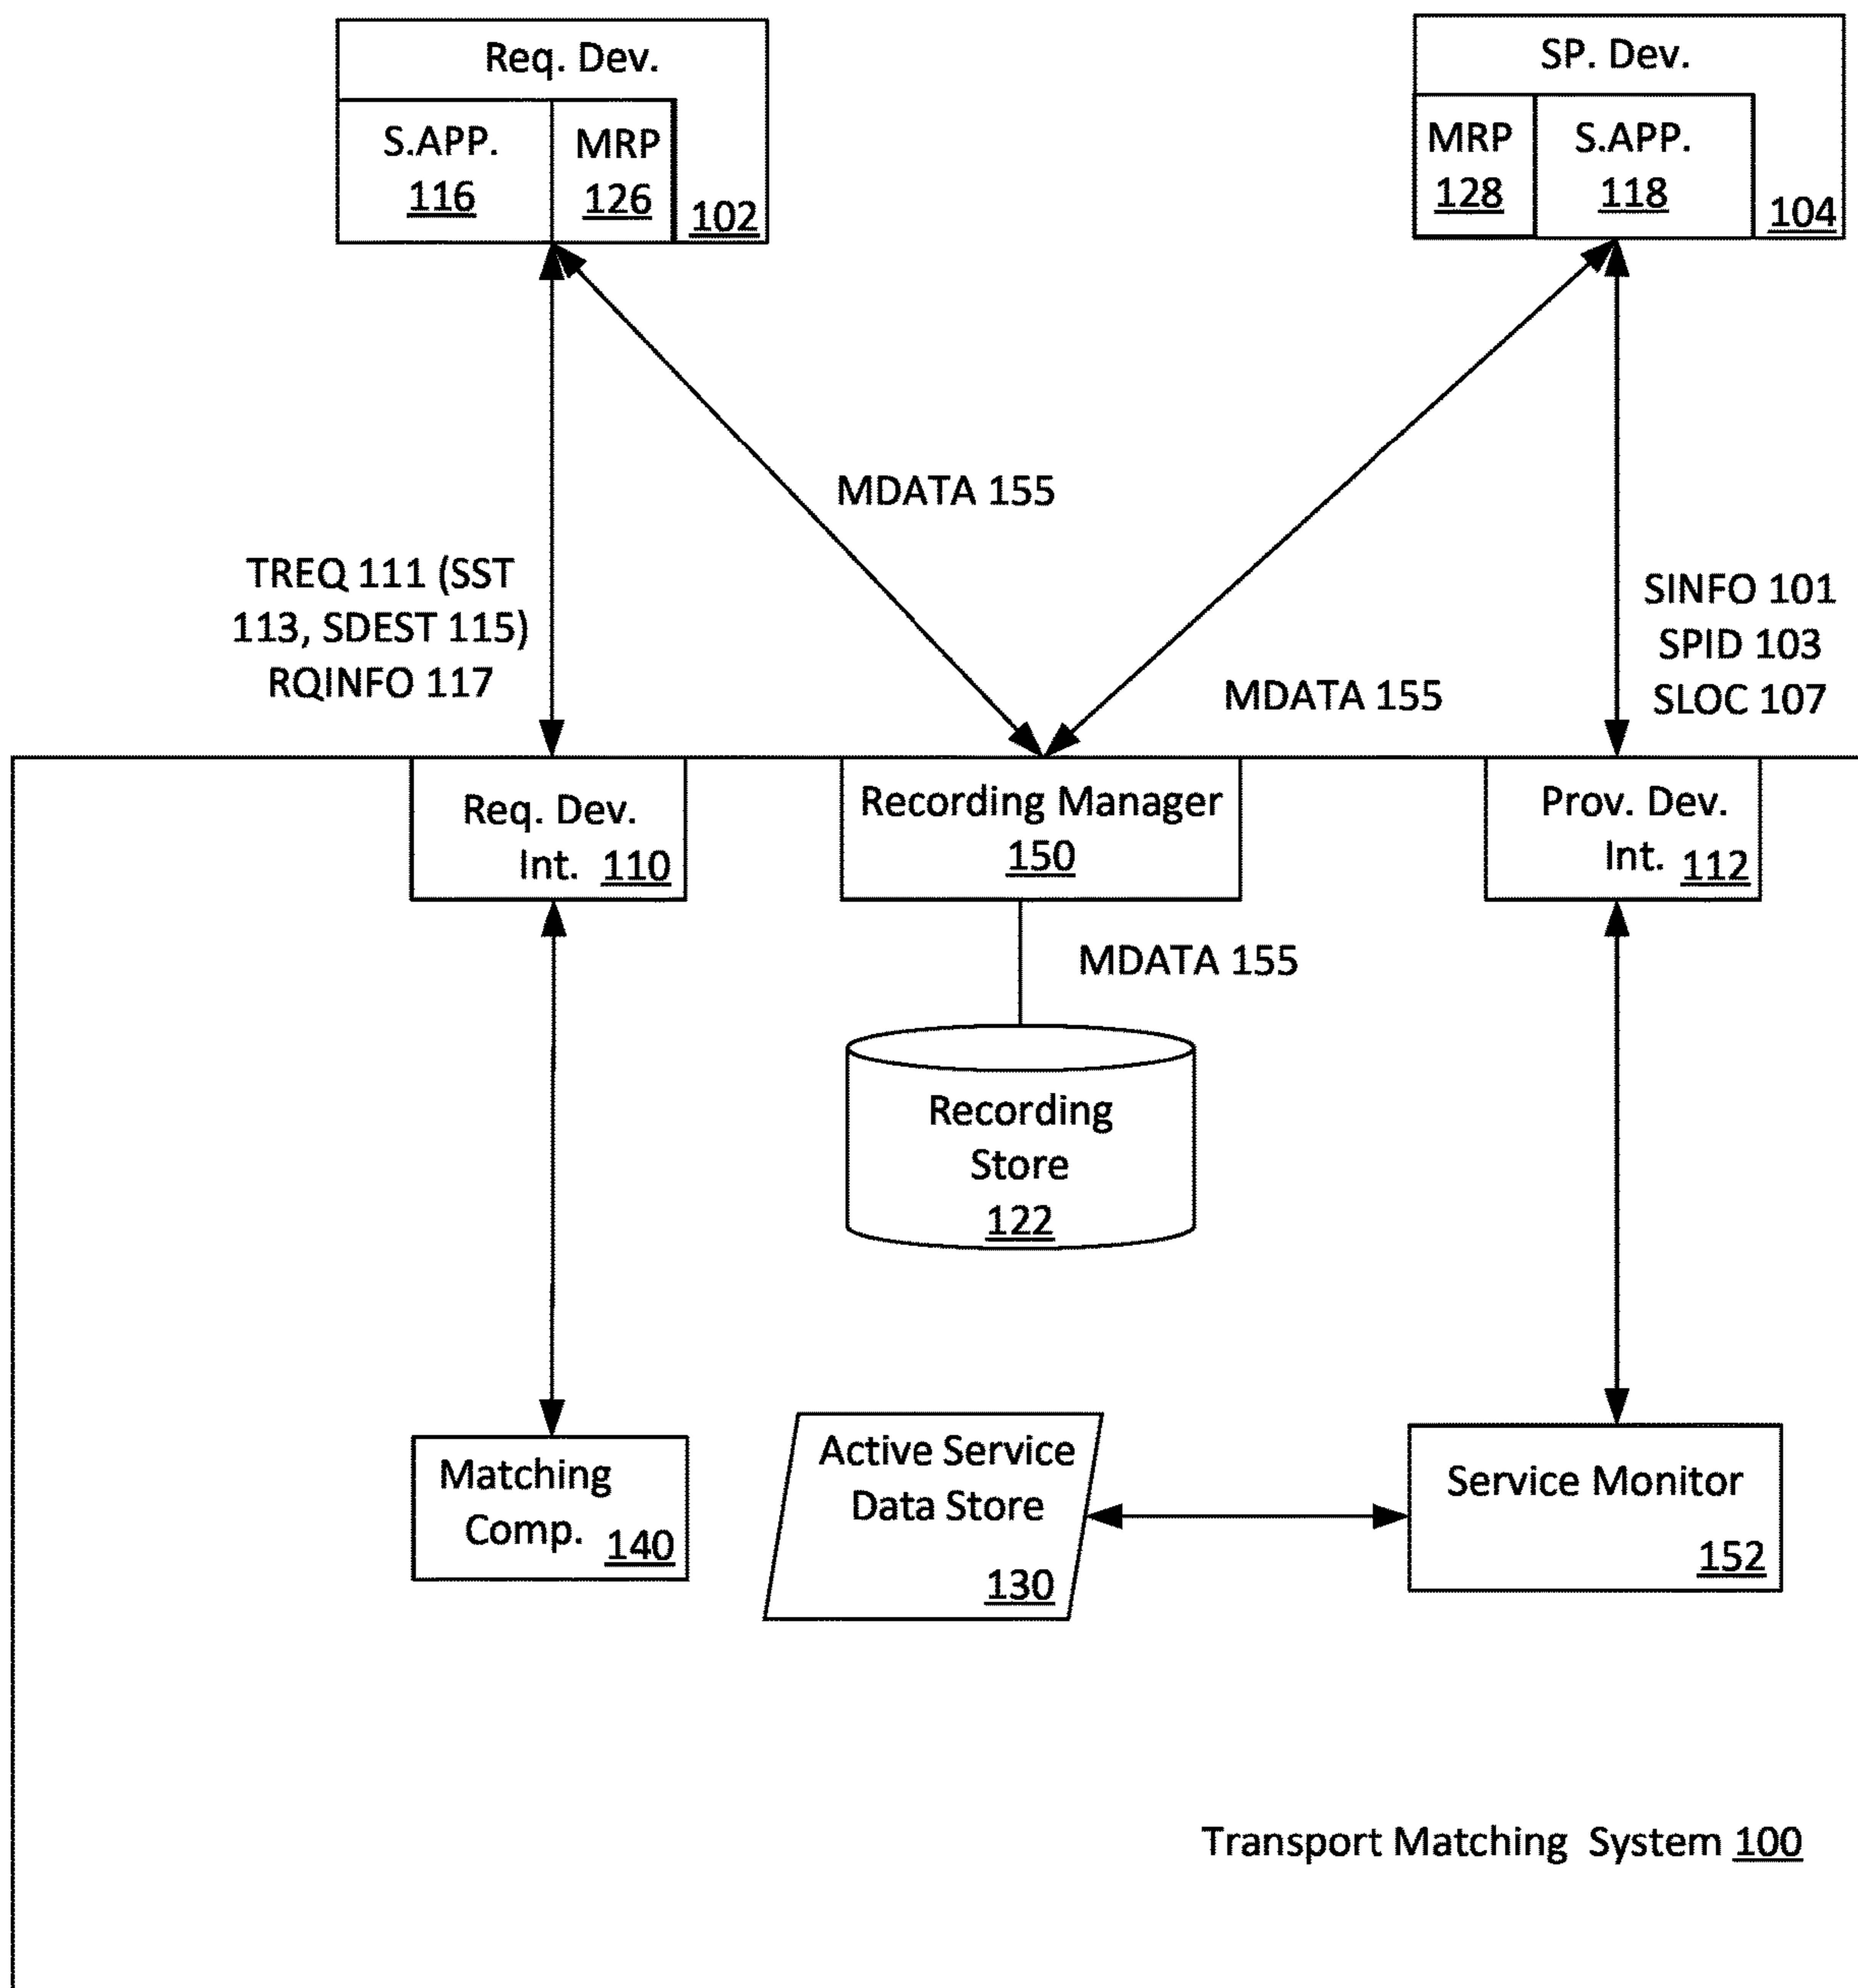 Req. Dev.
S.APP.
116
MRP
126
102
SP. Dev.
MRP
128
S.APP.
118
104
MDATA 155
TREQ 111 (SST
113, SDEST 115)
RQINFO 117
SINFO 101
SPID 103
SLOC 107
MDATA 155
Req. Dev.
Int. 110
Recording Manager
150
Prov. Dev.
Int. 112
MDATA 155
Recording
Store
122
Matching
Comp. 140
Active Service
Data Store
130
Service Monitor
152
Transport Matching System 100